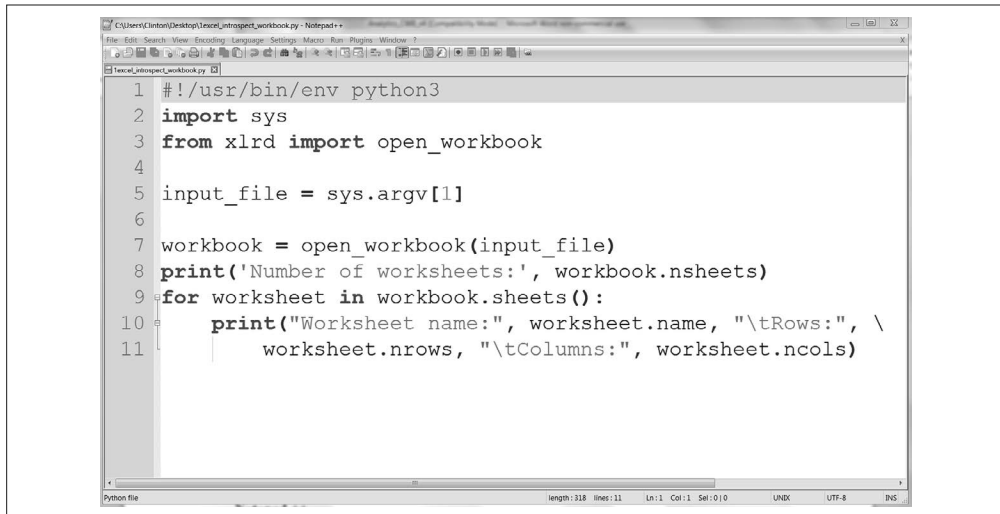 C:\Users\Clinton\Desktop\1excel_introspect_workbook.py - Notepad++
File Edit Search View Encoding Language Settings Macro Run Plugins Window ? X
1excel_introspect_workbook.py
1 #!/usr/bin/env python3
2 import sys
3 from xlrd import open_workbook
4
5 input_file = sys.argv[1]
6
7 workbook = open_workbook(input_file)
8 print('Number of worksheets:', workbook.nsheets)
9 for worksheet in workbook.sheets():
10     print("Worksheet name:", worksheet.name, "\tRows:", \
11         worksheet.nrows, "\tColumns:", worksheet.ncols)
Python file length : 318 lines : 11 Ln : 1 Col : 1 Sel : 0 | 0 UNIX UTF-8 INS